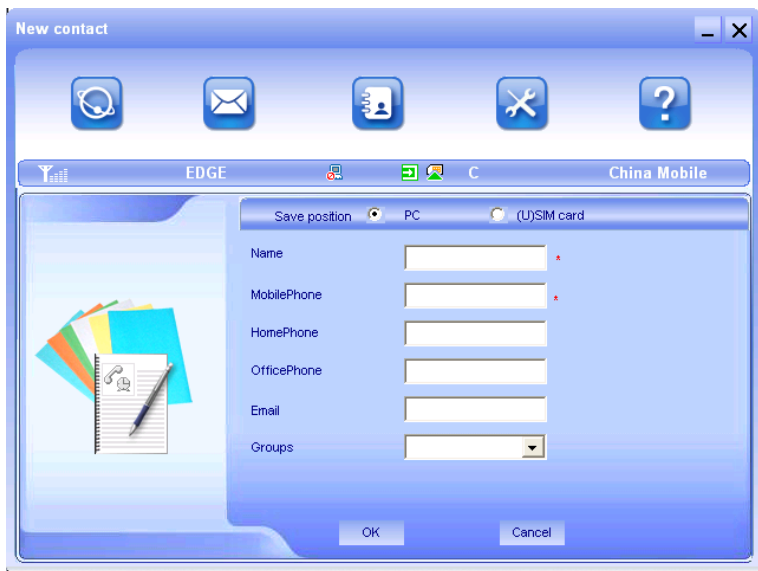 New contact
EDGE C China Mobile
Save position PC (U)SIM card
Name *
MobilePhone *
HomePhone
OfficePhone
Email
Groups
OK Cancel